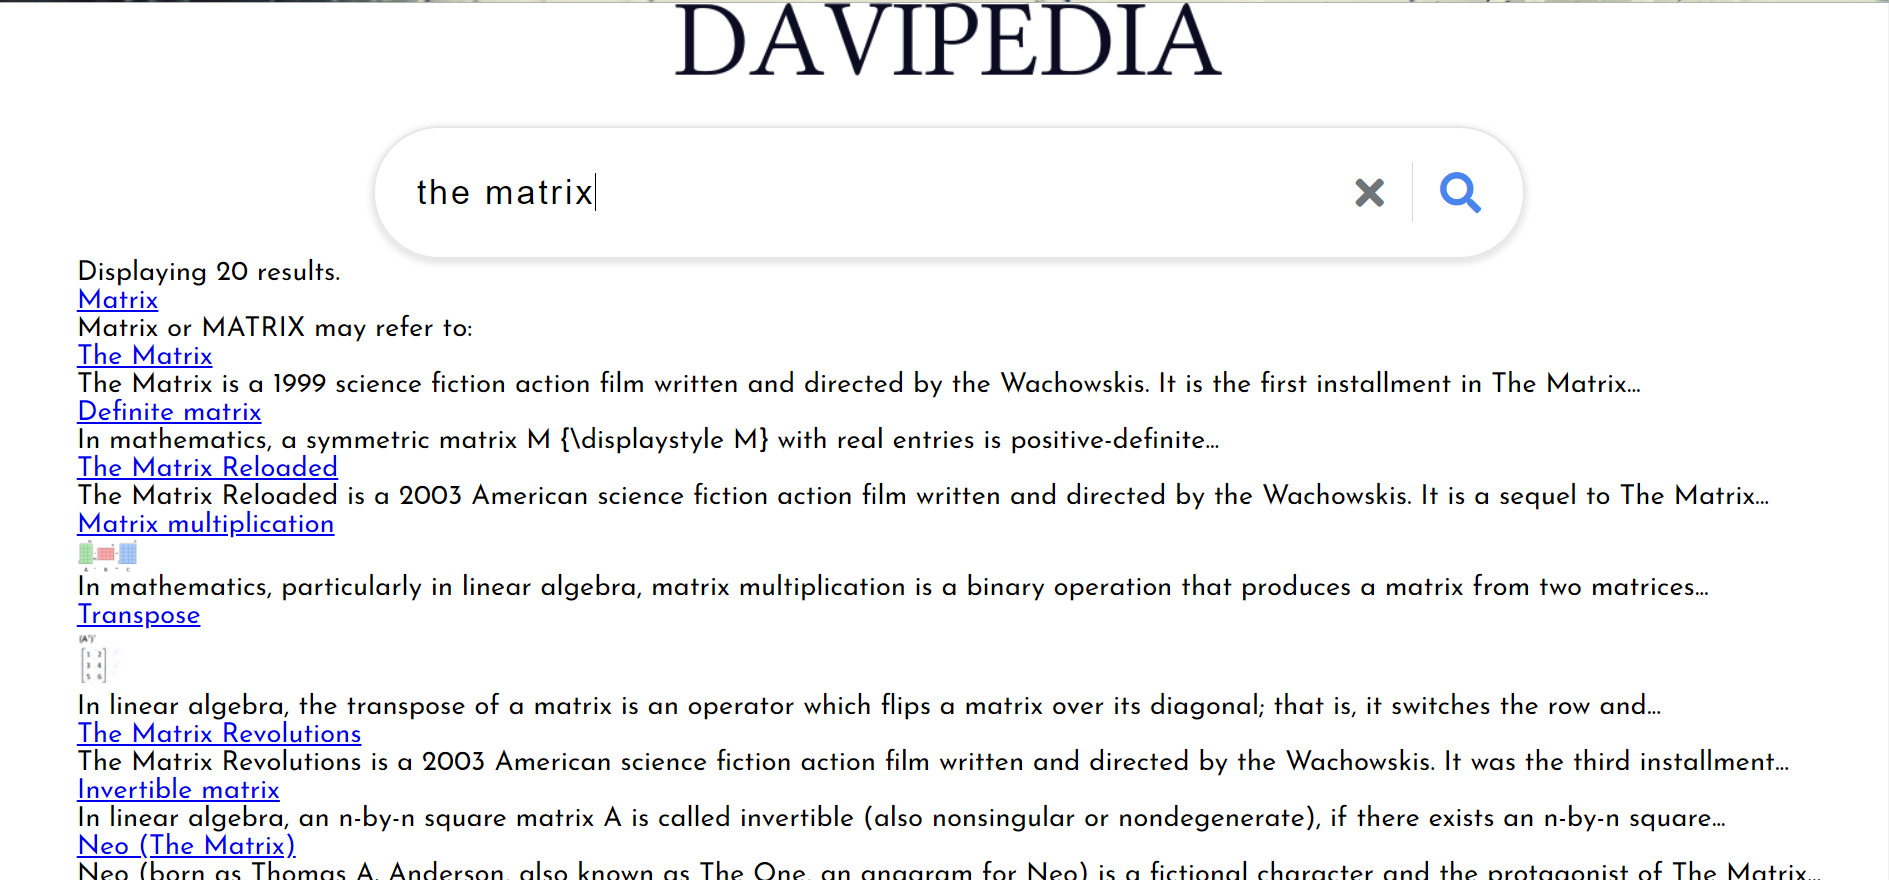 DAVIPEDIA
the matrix
Displaying 20 results.
Matrix
Matrix or MATRIX may refer to:
The Matrix
The Matrix is a 1999 science fiction action film written and directed by the Wachowskis. It is the first installment in The Matrix...
Definite matrix
In mathematics, a symmetric matrix M {\displaystyle M} with real entries is positive-definite...
The Matrix Reloaded
The Matrix Reloaded is a 2003 American science fiction action film written and directed by the Wachowskis. It is a sequel to The Matrix...
Matrix multiplication
A B C
In mathematics, particularly in linear algebra, matrix multiplication is a binary operation that produces a matrix from two matrices...
Transpose
1 2
3 4
5 6
In linear algebra, the transpose of a matrix is an operator which flips a matrix over its diagonal; that is, it switches the row and...
The Matrix Revolutions
The Matrix Revolutions is a 2003 American science fiction action film written and directed by the Wachowskis. It was the third installment...
Invertible matrix
In linear algebra, an n-by-n square matrix A is called invertible (also nonsingular or nondegenerate), if there exists an n-by-n square...
Neo (The Matrix)
Neo (born as Thomas A. Anderson, also known as The One, an anagram for Neo) is a fictional character and the protagonist of The Matrix...